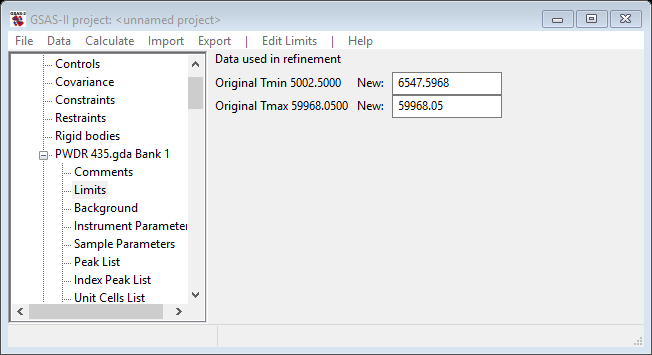 GSAS-II project: <unnamed project>
File Data Calculate Import Export | Edit Limits | Help
Controls
Covariance
Constraints
Restraints
Rigid bodies
PWDR 435.gda Bank 1
Comments
Limits
Background
Instrument Parameter
Sample Parameters
Peak List
Index Peak List
Unit Cells List
Data used in refinement
Original Tmin 5002.5000 New: 6547.5968
Original Tmax 59968.0500 New: 59968.05